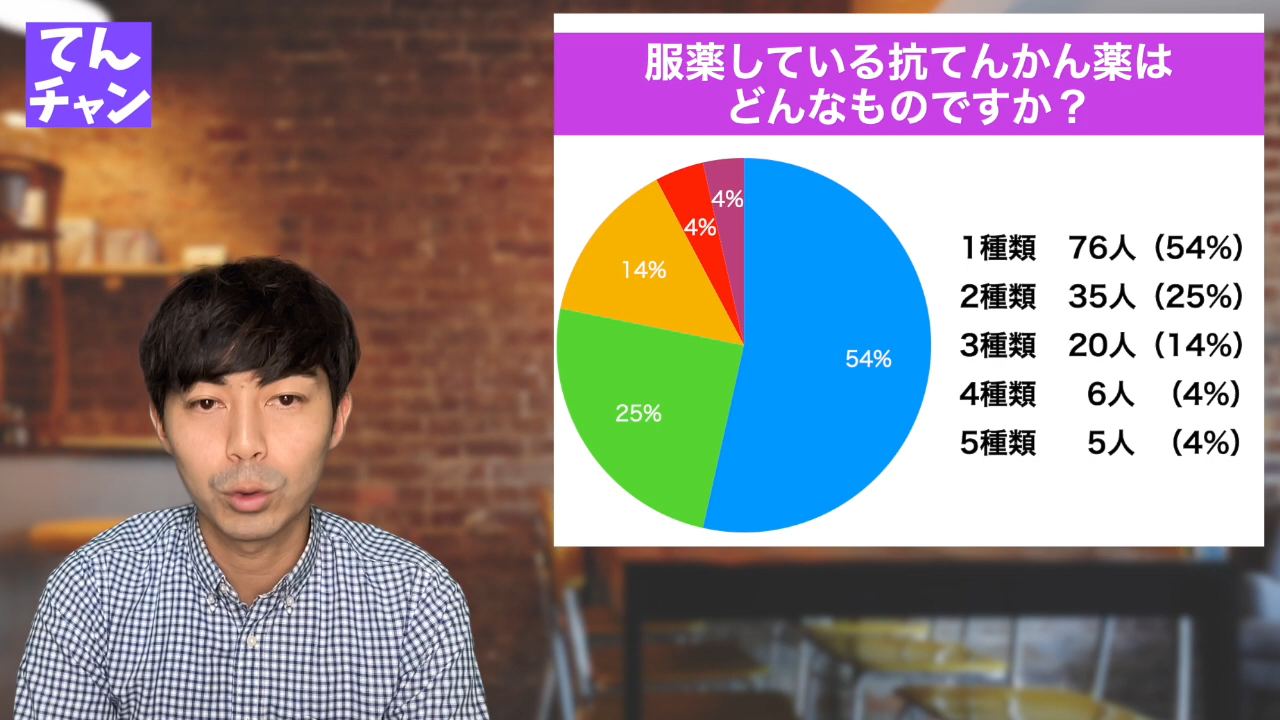 てん
チャン
服薬している抗てんかん薬は
どんなものですか？
4%
4%
14%
54%
25%
1種類 76人（54%）
2種類 35人（25%）
3種類 20人（14%）
4種類 6人 （4%）
5種類 5人 （4%）